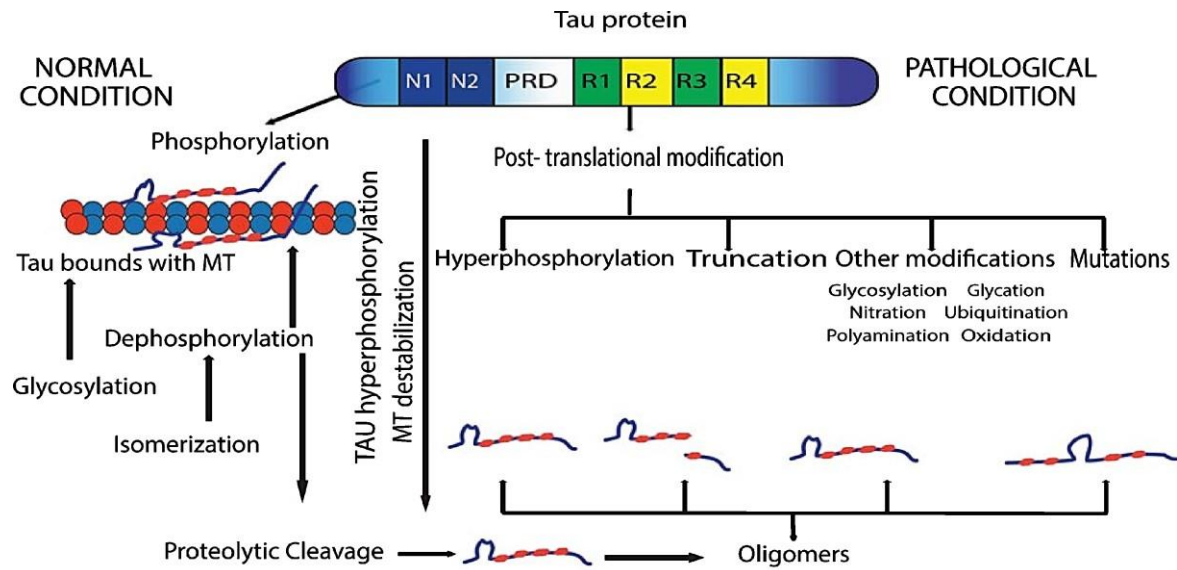 Tau protein
NORMAL
CONDITION
N1 N2 PRD R1 R2 R3 R4
PATHOLOGICAL
CONDITION
Phosphorylation
Post- translational modification
TAU hyperphosphorylation
MT destabilization
Tau bounds with MT
Dephosphorylation
Glycosylation
Isomerization
Hyperphosphorylation
Truncation
Other modifications
Glycosylation Glycation
Nitration Ubiquitination
Polyamination Oxidation
Mutations
Proteolytic Cleavage
Oligomers